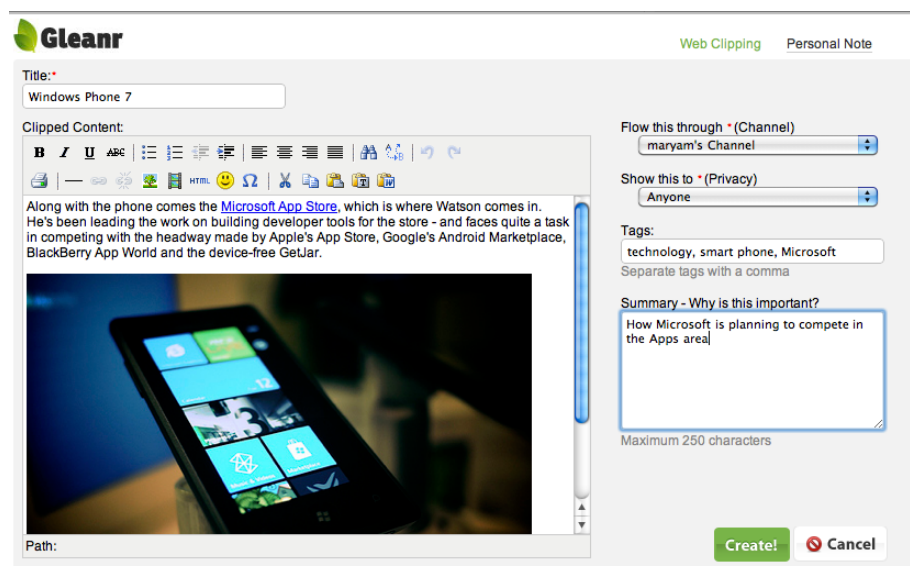 Gleanr
Web Clipping Personal Note
Title:*
Windows Phone 7
Clipped Content:
B I U ABC
HTML
Along with the phone comes the Microsoft App Store, which is where Watson comes in.
He's been leading the work on building developer tools for the store - and faces quite a task
in competing with the headway made by Apple's App Store, Google's Android Marketplace,
BlackBerry App World and the device-free GetJar.
12
Music & Videos
Marketplace
Path:
Flow this through *(Channel)
maryam's Channel
Show this to *(Privacy)
Anyone
Tags:
technology, smart phone, Microsoft
Separate tags with a comma
Summary - Why is this important?
How Microsoft is planning to compete in
the Apps area
Maximum 250 characters
Create! Cancel